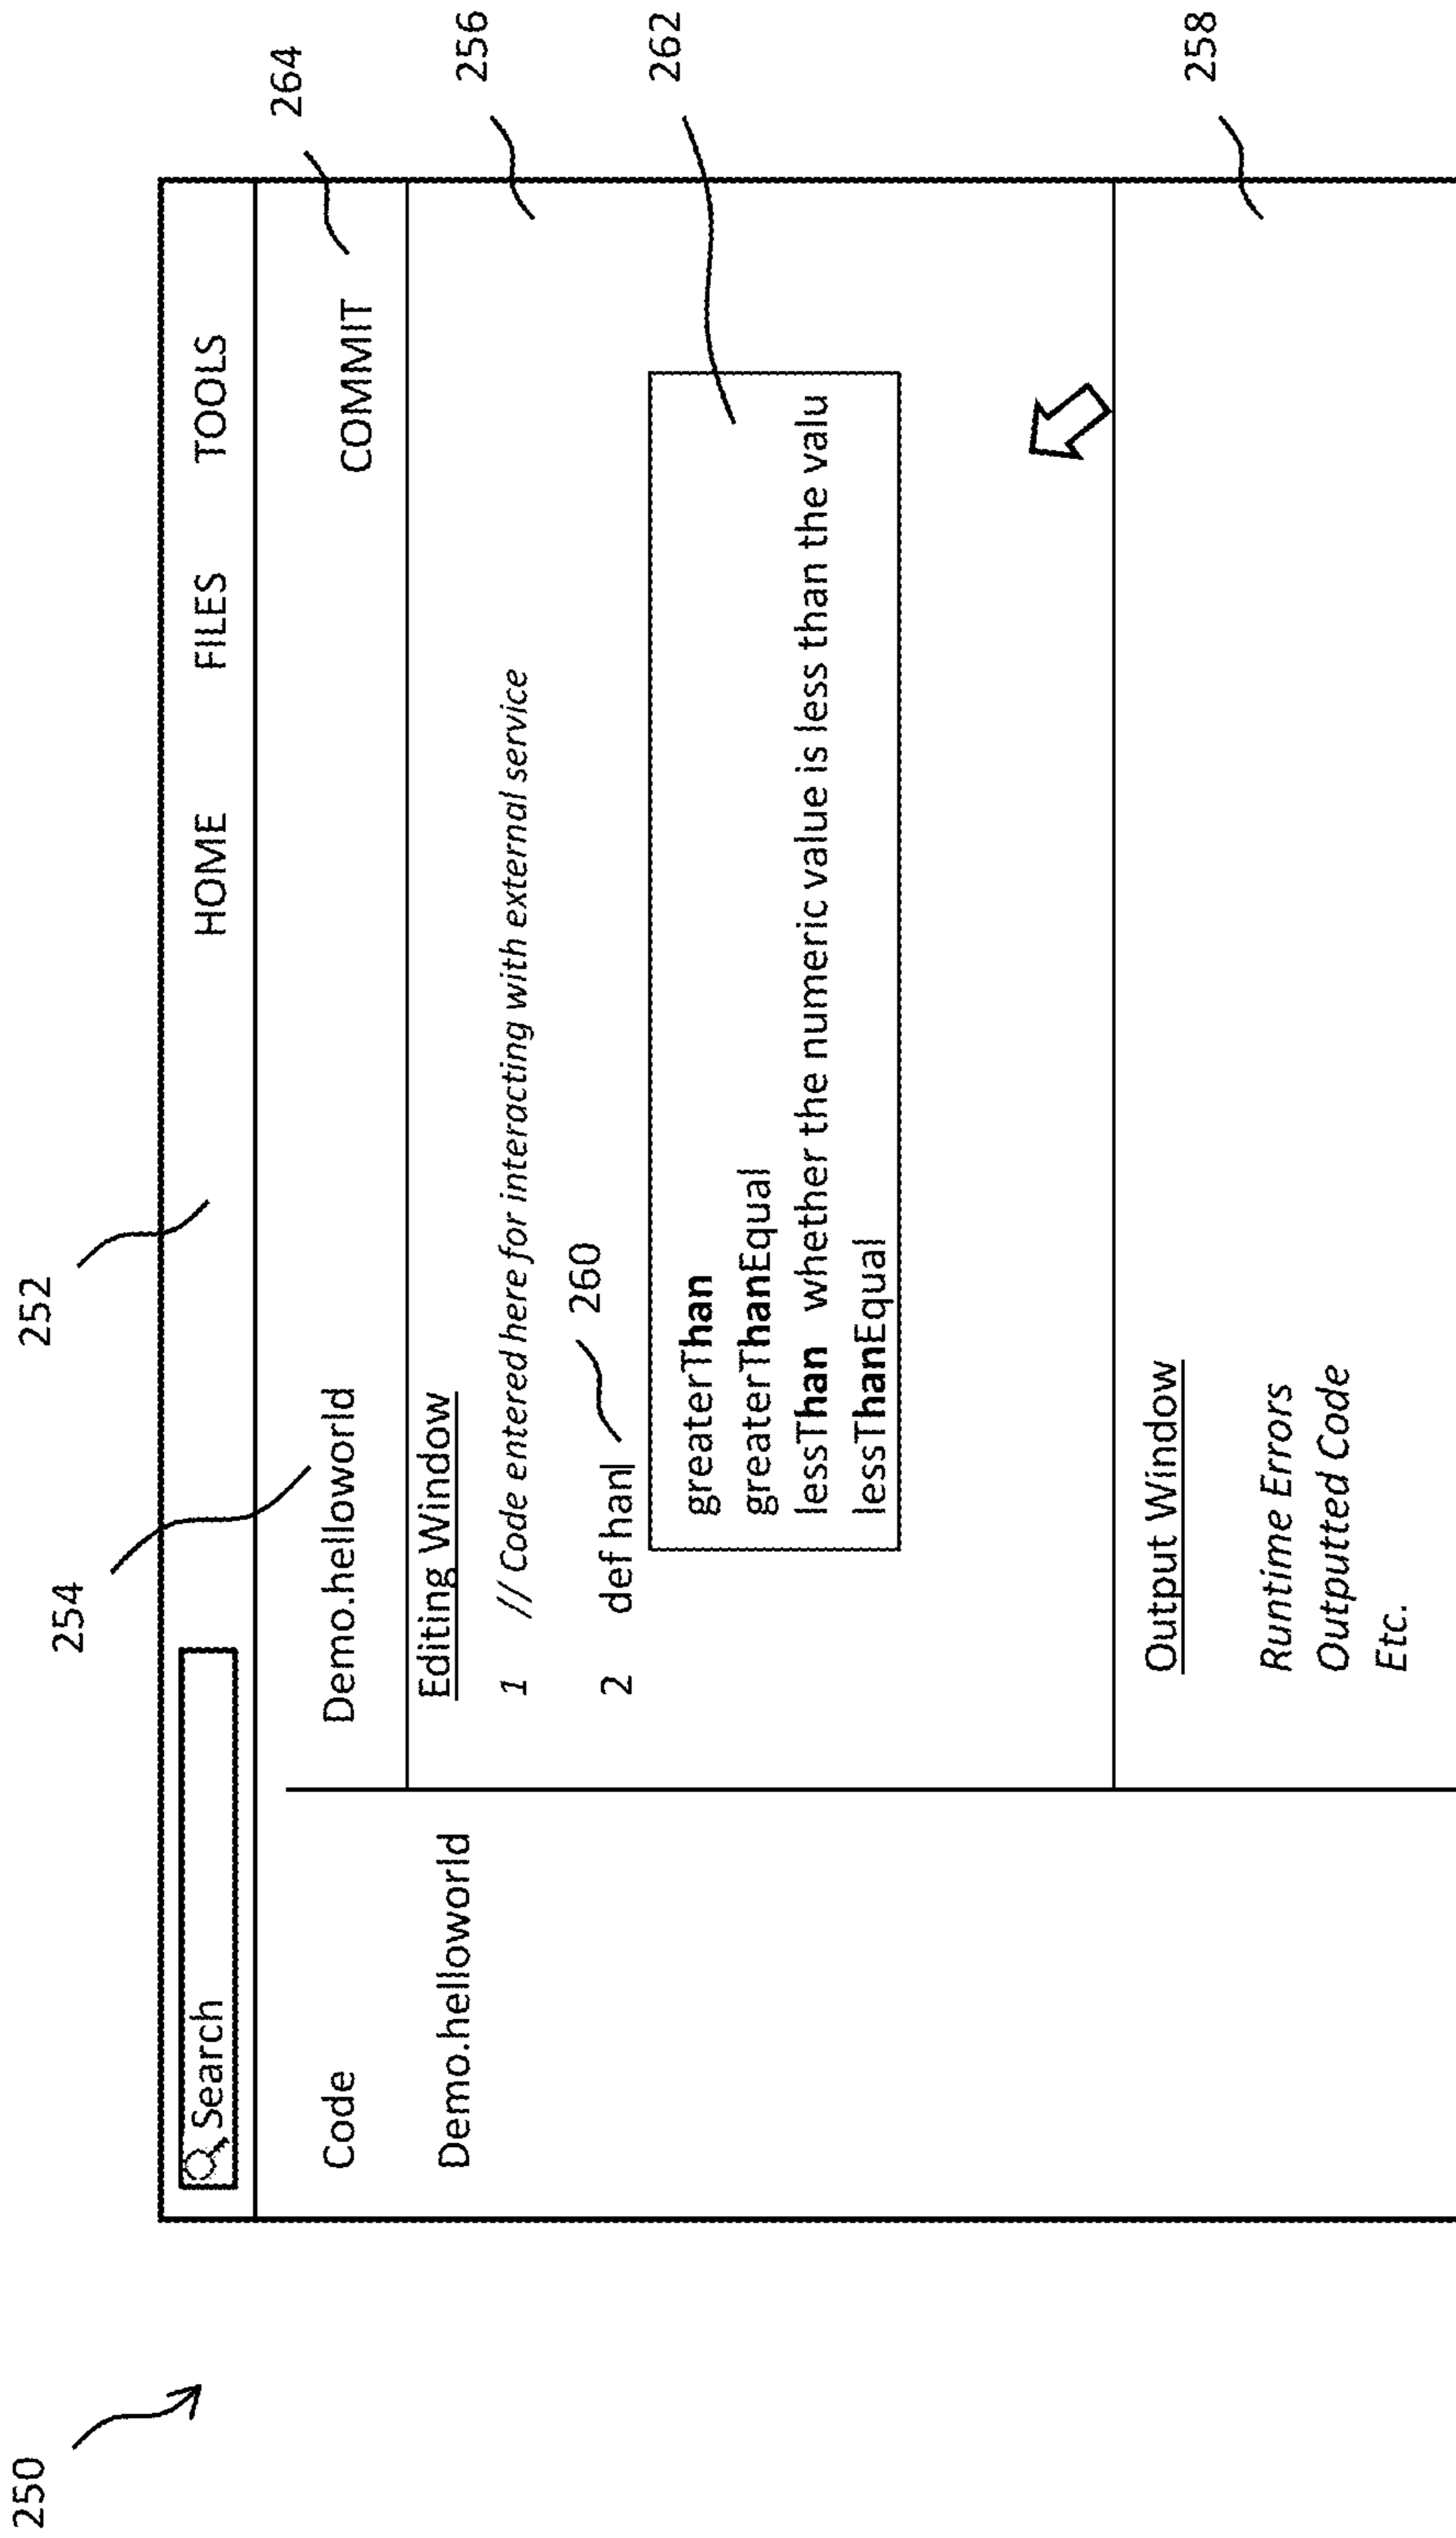 250
252
254
Search
HOME FILES TOOLS
264
Code
Demo.helloworld
COMMIT
256
Demo.helloworld
Editing Window
1 // Code entered here for interacting with external service
260
2 def han
262
greaterThan
greaterThanEqual
lessThan whether the numeric value is less than the valu
lessThanEqual
258
Output Window
Runtime Errors
Outputted Code
Etc.